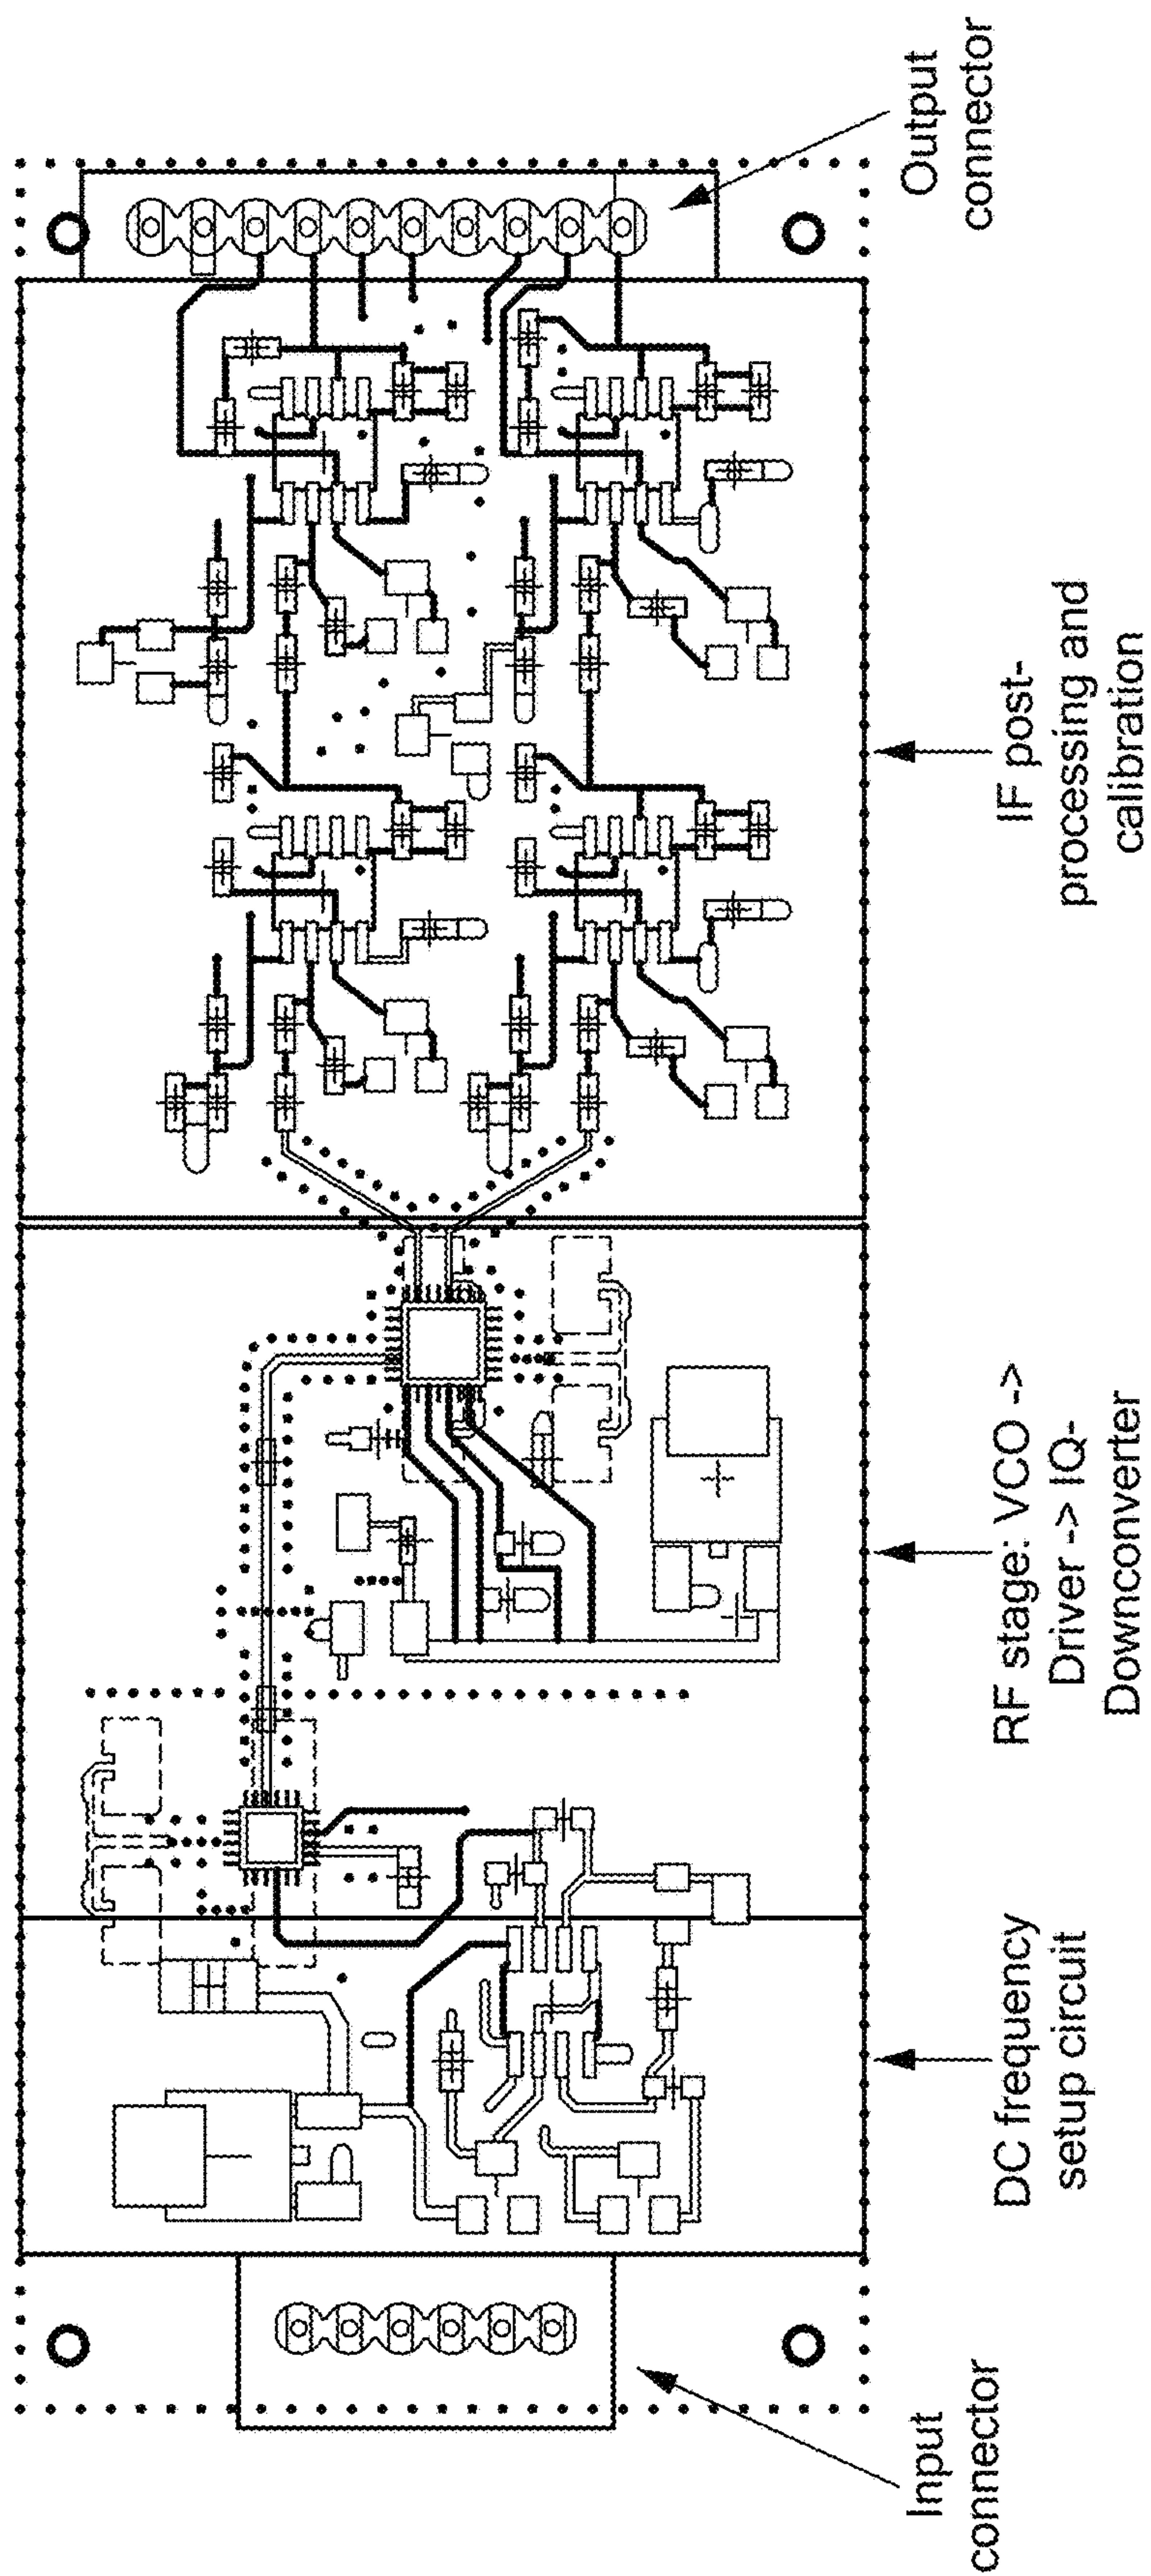 Input
connector
DC frequency
setup circuit
RF stage: VCO ->
Driver -> IQ-
Downconverter
IF post-
processing and
calibration
Output
connector